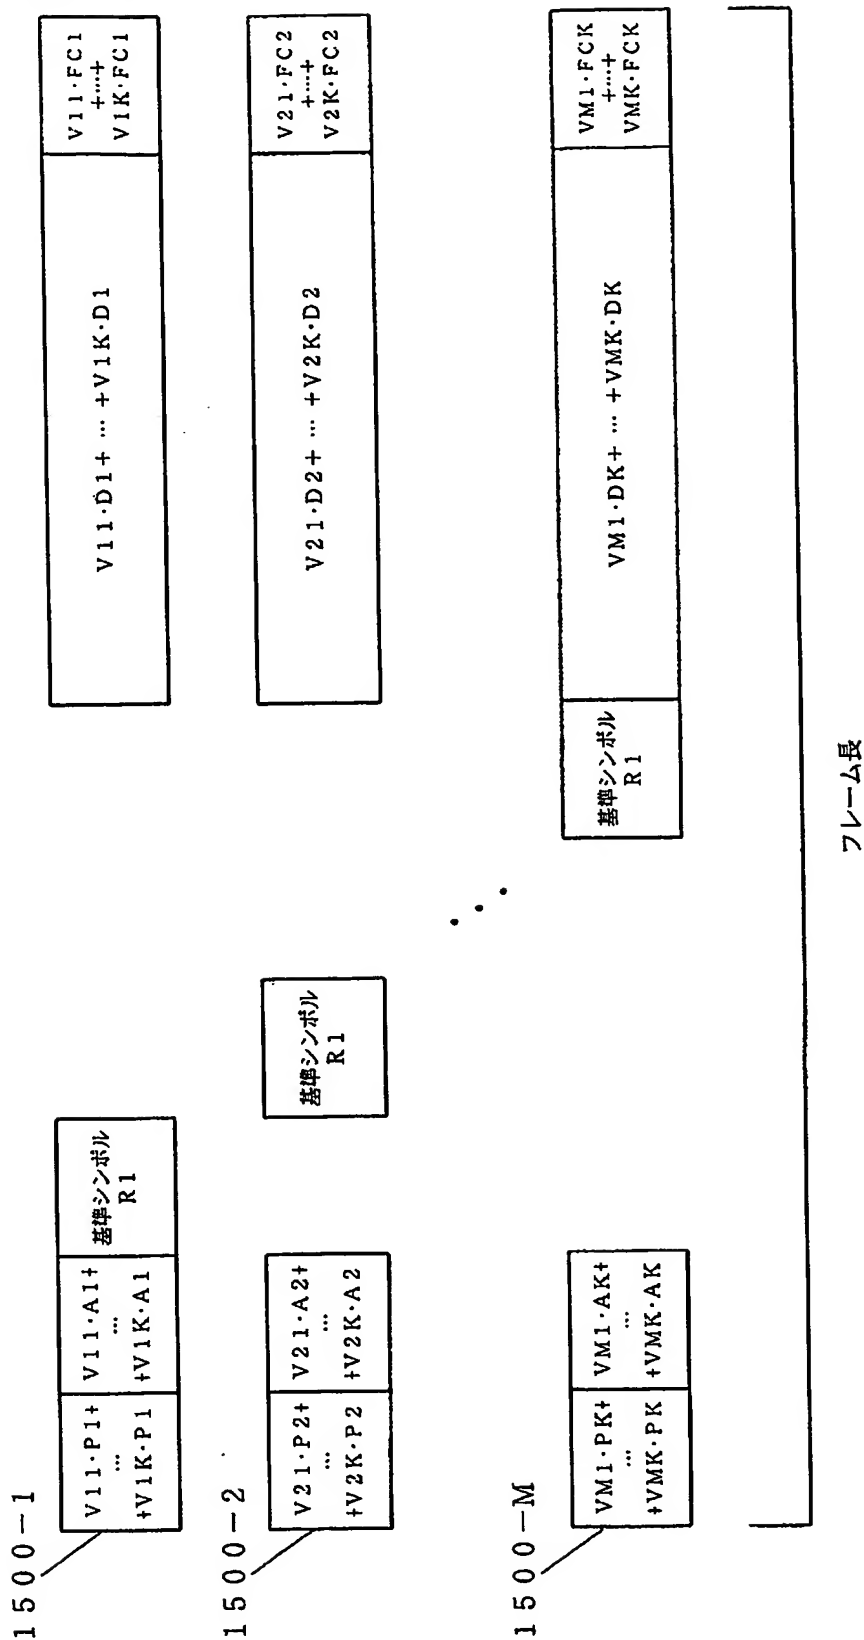 1500-1
V11・P1+
…
+V1K・P1
V11・A1+
…
+V1K・A1
基準シンボル
R1
V11・D1+ … +V1K・D1
V11・FC1
+…+
V1K・FC1
1500-2
V21・P2+
…
+V2K・P2
V21・A2+
…
+V2K・A2
基準シンボル
R1
V21・D2+ … +V2K・D2
V21・FC2
+…+
V2K・FC2
1500-M
VM1・PK+
…
+VMK・PK
VM1・AK+
…
+VMK・AK
基準シンボル
R1
VM1・DK+ … +VMK・DK
VM1・FCK
+…+
VMK・FCK
フレーム長